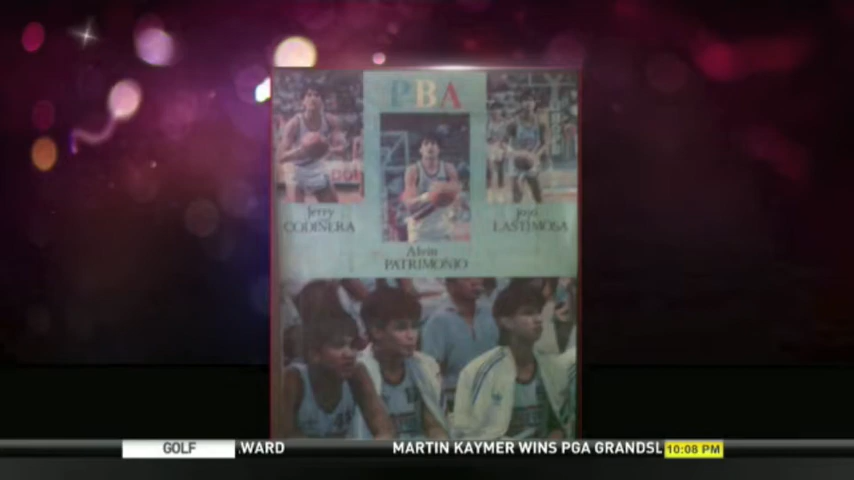 PBA
Jerry
CODIÑERA
Jojo
LASTIMOSA
Alvin
PATRIMONIO
GOLF
.WARD
MARTIN KAYMER WINS PGA GRANDSL
10:08 PM